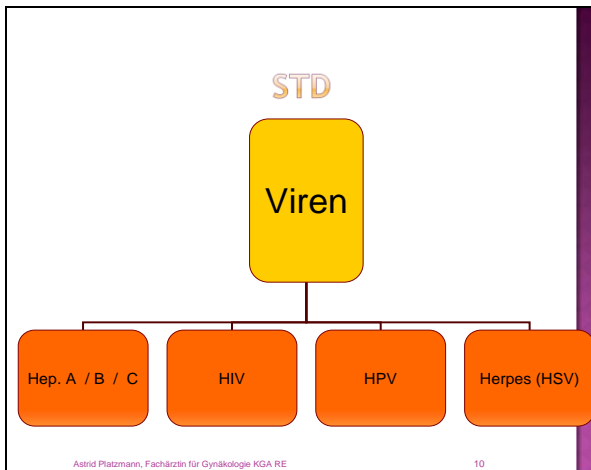 STD
Viren
Hep. A / B / C
HIV
HPV
Herpes (HSV)
Astrid Platzmann, Fachärztin für Gynäkologie KGA RE
10